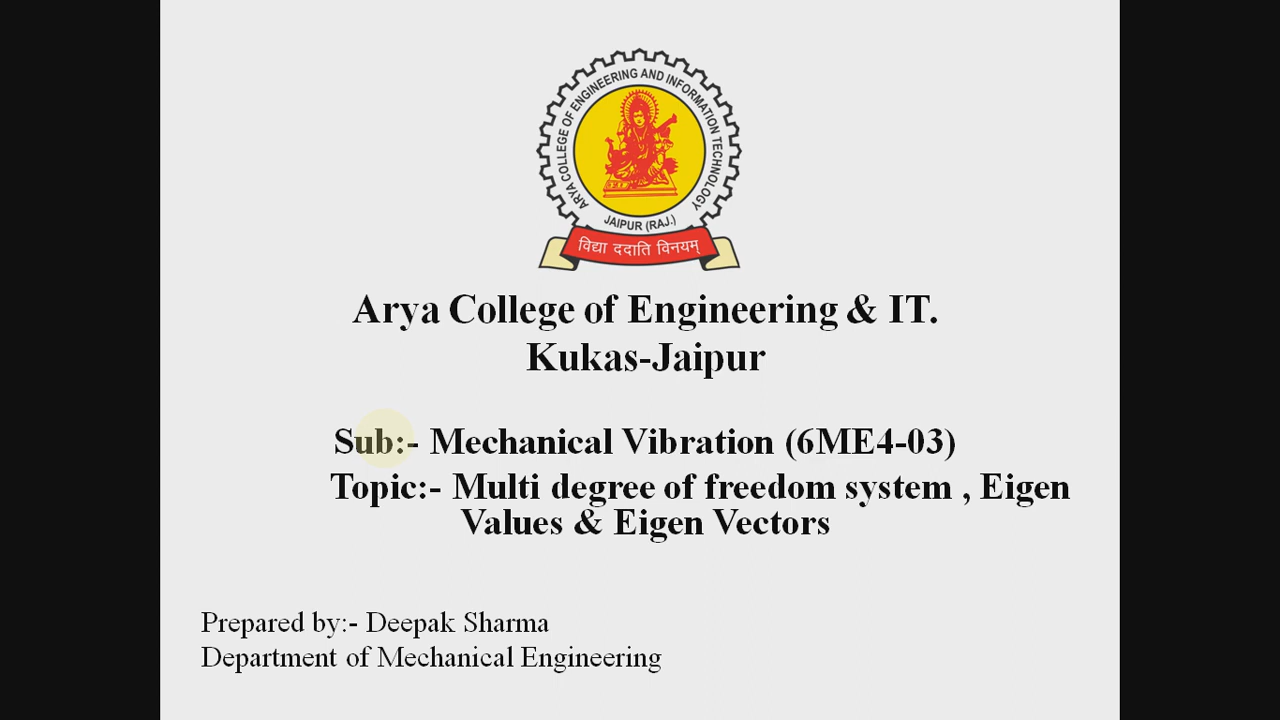 ARYA COLLEGE OF ENGINEERING AND INFORMATION TECHNOLOGY
JAIPUR (RAJ.)
विद्या ददाति विनयम्
Arya College of Engineering & IT.
Kukas-Jaipur
Sub:- Mechanical Vibration (6ME4-03)
Topic:- Multi degree of freedom system , Eigen
Values & Eigen Vectors
Prepared by:- Deepak Sharma
Department of Mechanical Engineering